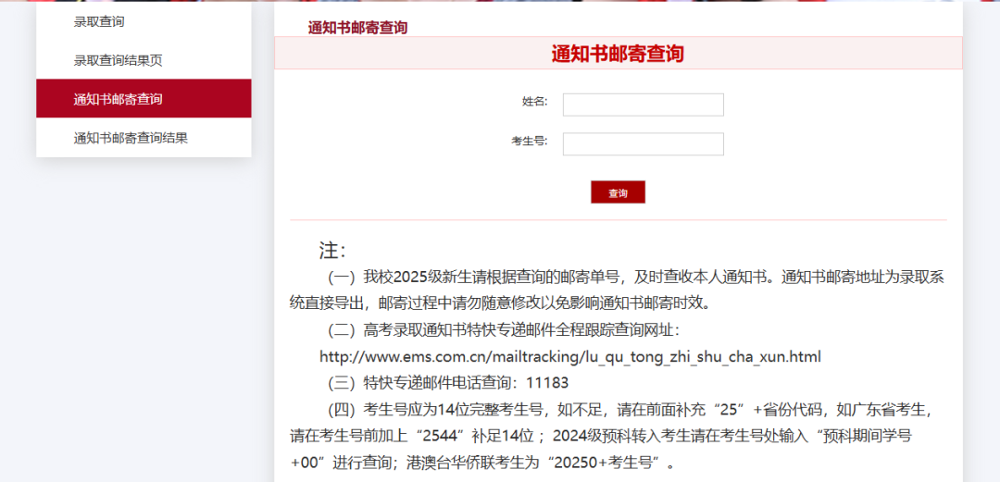 录取查询
录取查询结果页
通知书邮寄查询
通知书邮寄查询结果
通知书邮寄查询
通知书邮寄查询
姓名:
考生号:
查询
注：
（一）我校2025级新生请根据查询的邮寄单号，及时查收本人通知书。通知书邮寄地址为录取系
统直接导出，邮寄过程中请勿随意修改以免影响通知书邮寄时效。
（二）高考录取通知书特快专递邮件全程跟踪查询网址：
http://www.ems.com.cn/mailtracking/lu_qu_tong_zhi_shu_cha_xun.html
（三）特快专递邮件电话查询：11183
（四）考生号应为14位完整考生号，如不足，请在前面补充“25”+省份代码，如广东省考生，
请在考生号前加上“2544”补足14位 ；2024级预科转入考生请在考生号处输入“预科期间学号
+00”进行查询；港澳台华侨联考生为“20250+考生号”。